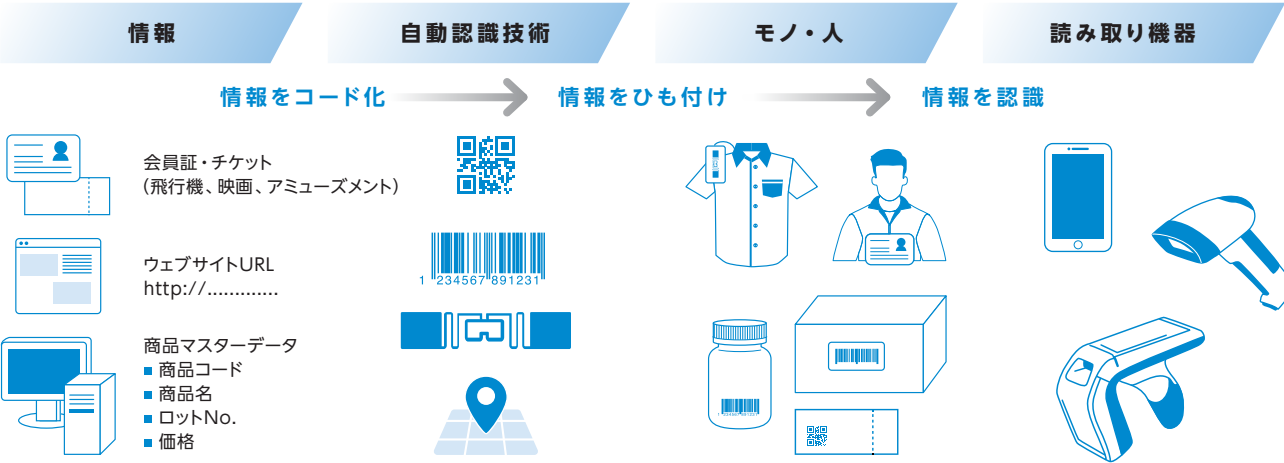 情報
自動認識技術
モノ・人
読み取り機器
情報をコード化
情報をひも付け
情報を認識
会員証・チケット
(飛行機、映画、アミューズメント)
ウェブサイトURL
http://.............
商品マスターデータ
■ 商品コード
■ 商品名
■ ロットNo.
■ 価格
1 234567 891231
1 234567 891231